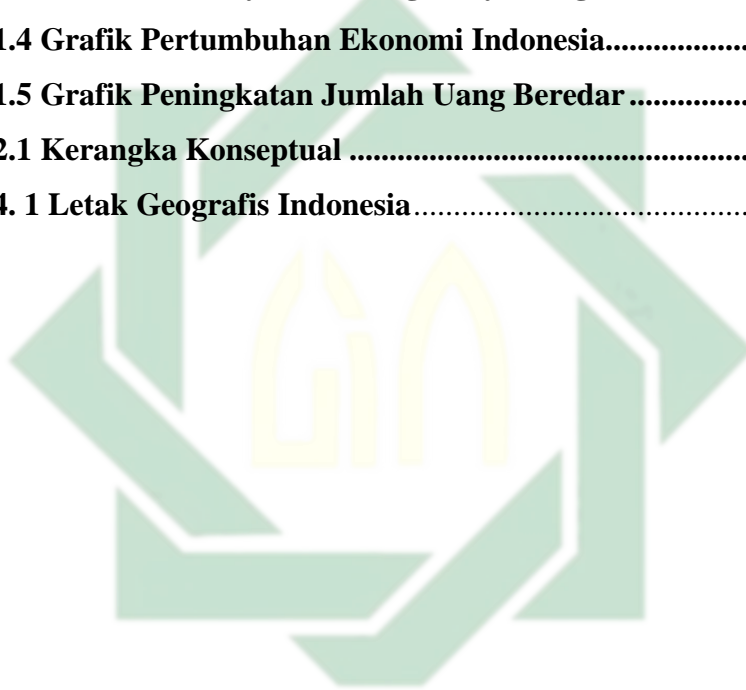 1.4 Grafik Pertumbuhan Ekonomi Indonesia..................
1.5 Grafik Peningkatan Jumlah Uang Beredar ...............
2.1 Kerangka Konseptual .................................................
4. 1 Letak Geografis Indonesia..........................................